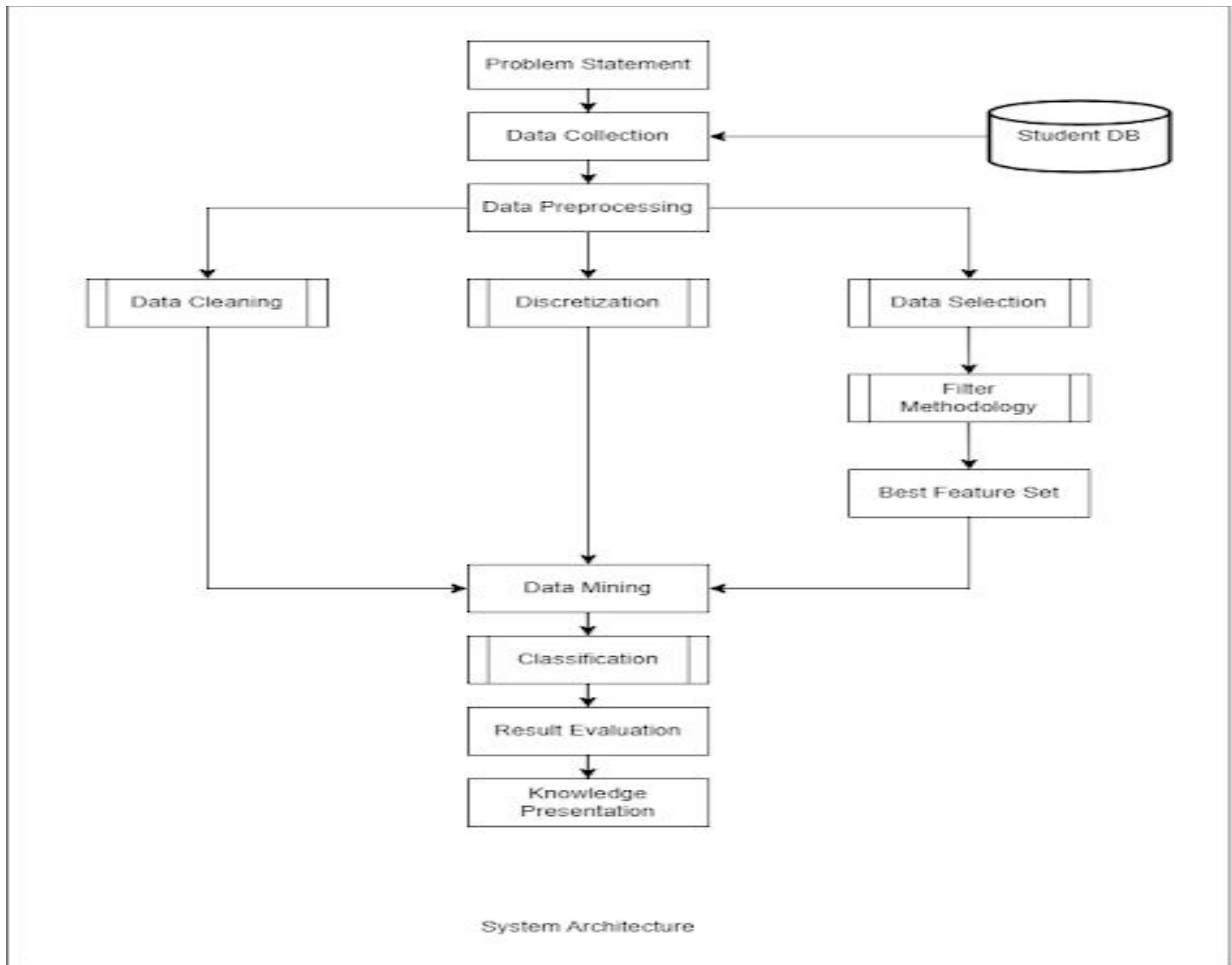 Problem Statement
Data Collection
Student DB
Data Preprocessing
Data Cleaning
Discretization
Data Selection
Filter
Methodology
Best Feature Set
Data Mining
Classification
Result Evaluation
Knowledge
Presentation
System Architecture